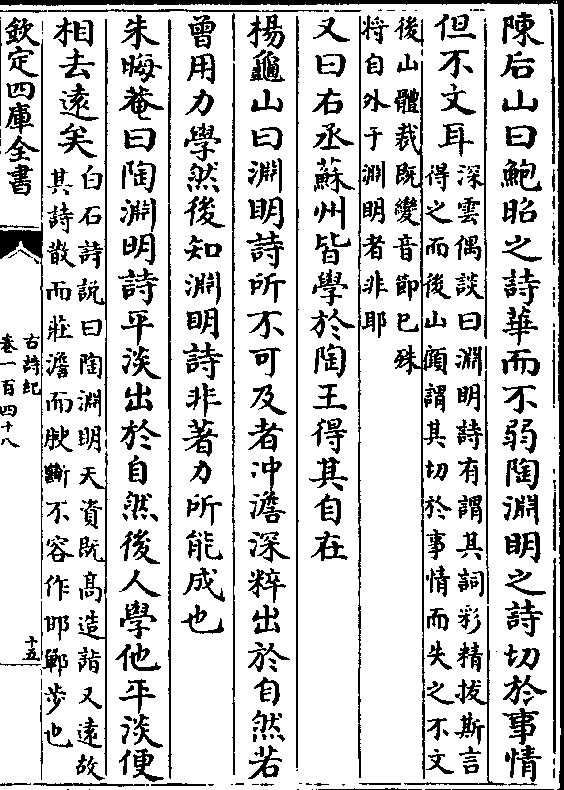 陳后山曰鮑昭之詩華而不弱陶淵明之詩切於事情
但不文耳
深雲偶談曰淵明詩有謂其詞彩精拔斯言
得之而後山顧謂其切於事情而失之不文
後山體裁既變音節已殊
将自外于淵明者非耶
又曰右丞蘇州皆學於陶王得其自在
楊龜山曰淵明詩所不可及者冲澹深粹出於自然若
曾用力學然後知淵明詩非著力所能成也
朱晦菴曰陶淵明詩平淡出於自然後人學他平淡便
相去遠矣
白石詩說曰陶淵明天資既髙造詣又遠故
其詩散而莊澹而腴斷不容作邯鄲步也
欽定四庫全書
古詩紀
卷一百四十八
十五